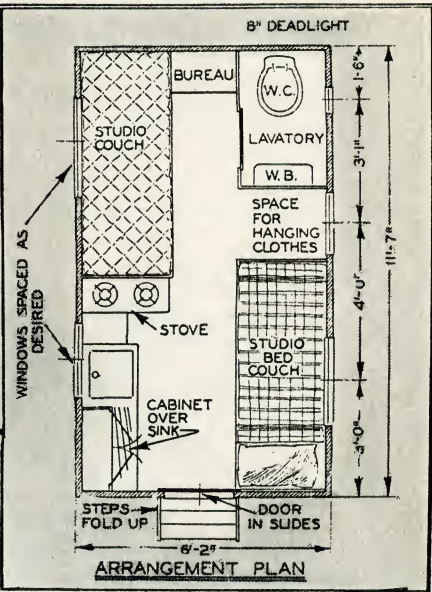 8" DEADLIGHT
BUREAU
W.C.
1'-6"
STUDIO
COUCH
LAVATORY
3'-1"
W.B.
SPACE
FOR
HANGING
CLOTHES
11'-7"
WINDOWS SPACED AS
DESIRED
4'-0"
STOVE
STUDIO
BED
COUCH
CABINET
OVER
SINK
3'-0"
STEPS
FOLD UP
DOOR
IN SLIDES
6'-2"
ARRANGEMENT PLAN